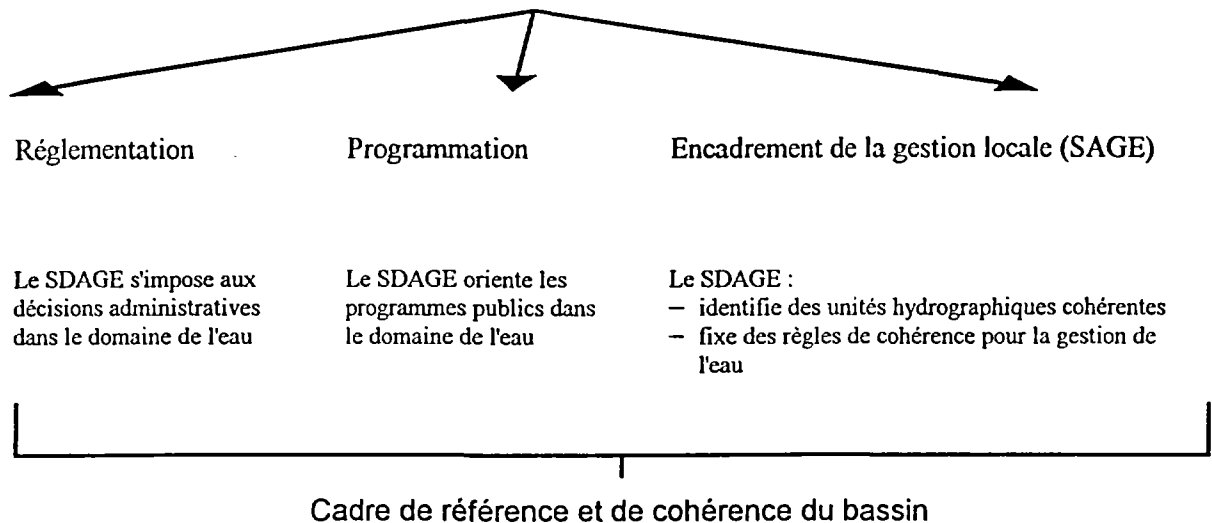 Réglementation
Programmation
Encadrement de la gestion locale (SAGE)
Le SDAGE s'impose aux
décisions administratives
dans le domaine de l'eau
Le SDAGE oriente les
programmes publics dans
le domaine de l'eau
Le SDAGE :
– identifie des unités hydrographiques cohérentes
– fixe des règles de cohérence pour la gestion de
l'eau
Cadre de référence et de cohérence du bassin